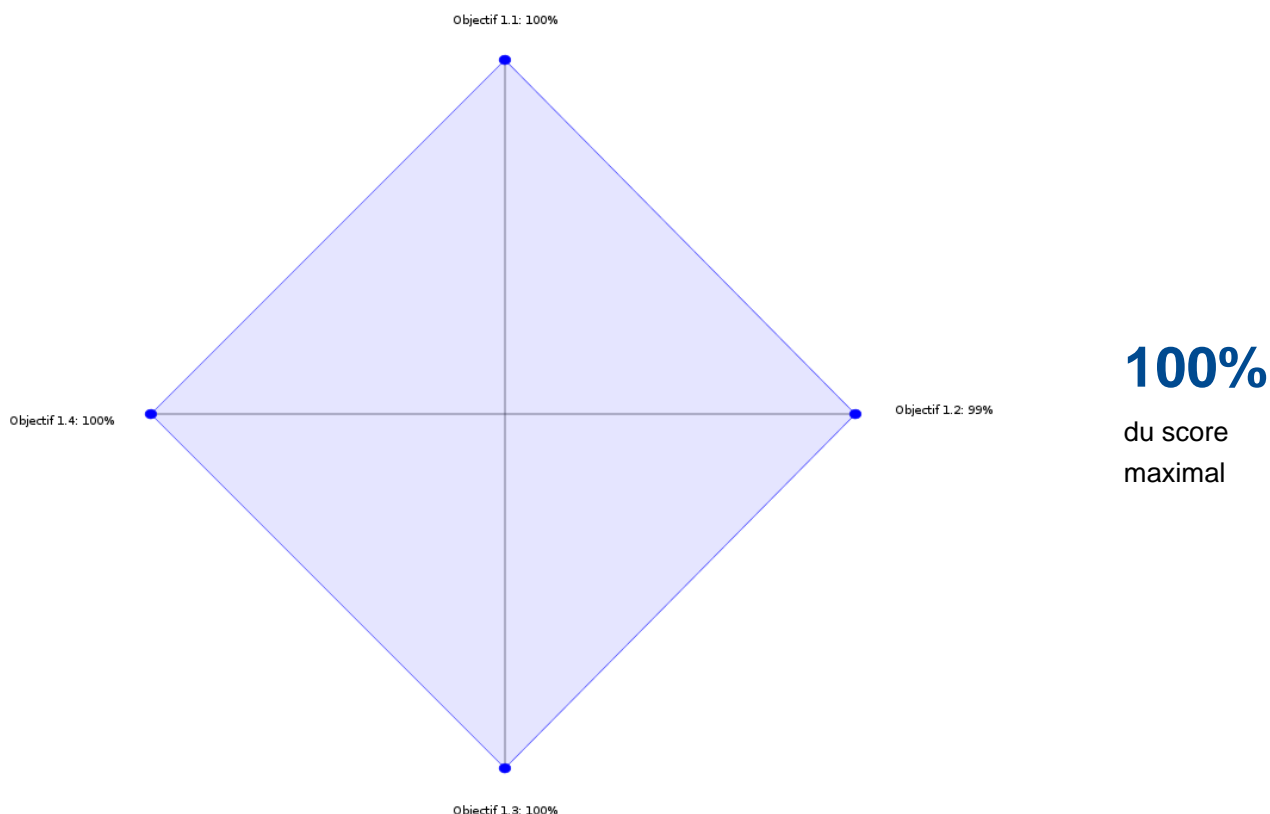 Objectif 1.1: 100%
Objectif 1.4: 100%
Objectif 1.2: 99%
Objectif 1.3: 100%
100%
du score
maximal